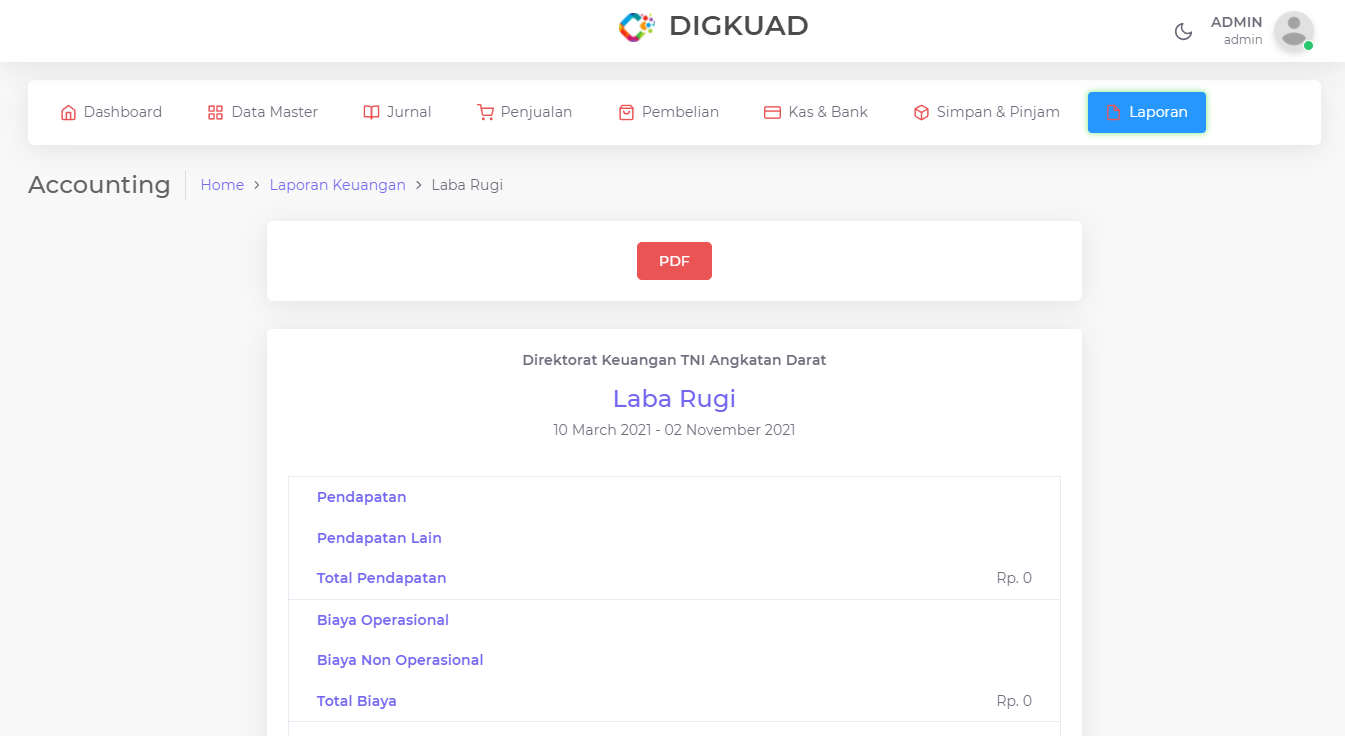 DIGKUAD
ADMIN
admin
Dashboard Data Master Jurnal Penjualan Pembelian Kas & Bank Simpan & Pinjam Laporan
Accounting Home > Laporan Keuangan > Laba Rugi
PDF
Direktorat Keuangan TNI Angkatan Darat
Laba Rugi
10 March 2021 - 02 November 2021
Pendapatan
Pendapatan Lain
Total Pendapatan Rp. 0
Biaya Operasional
Biaya Non Operasional
Total Biaya Rp. 0